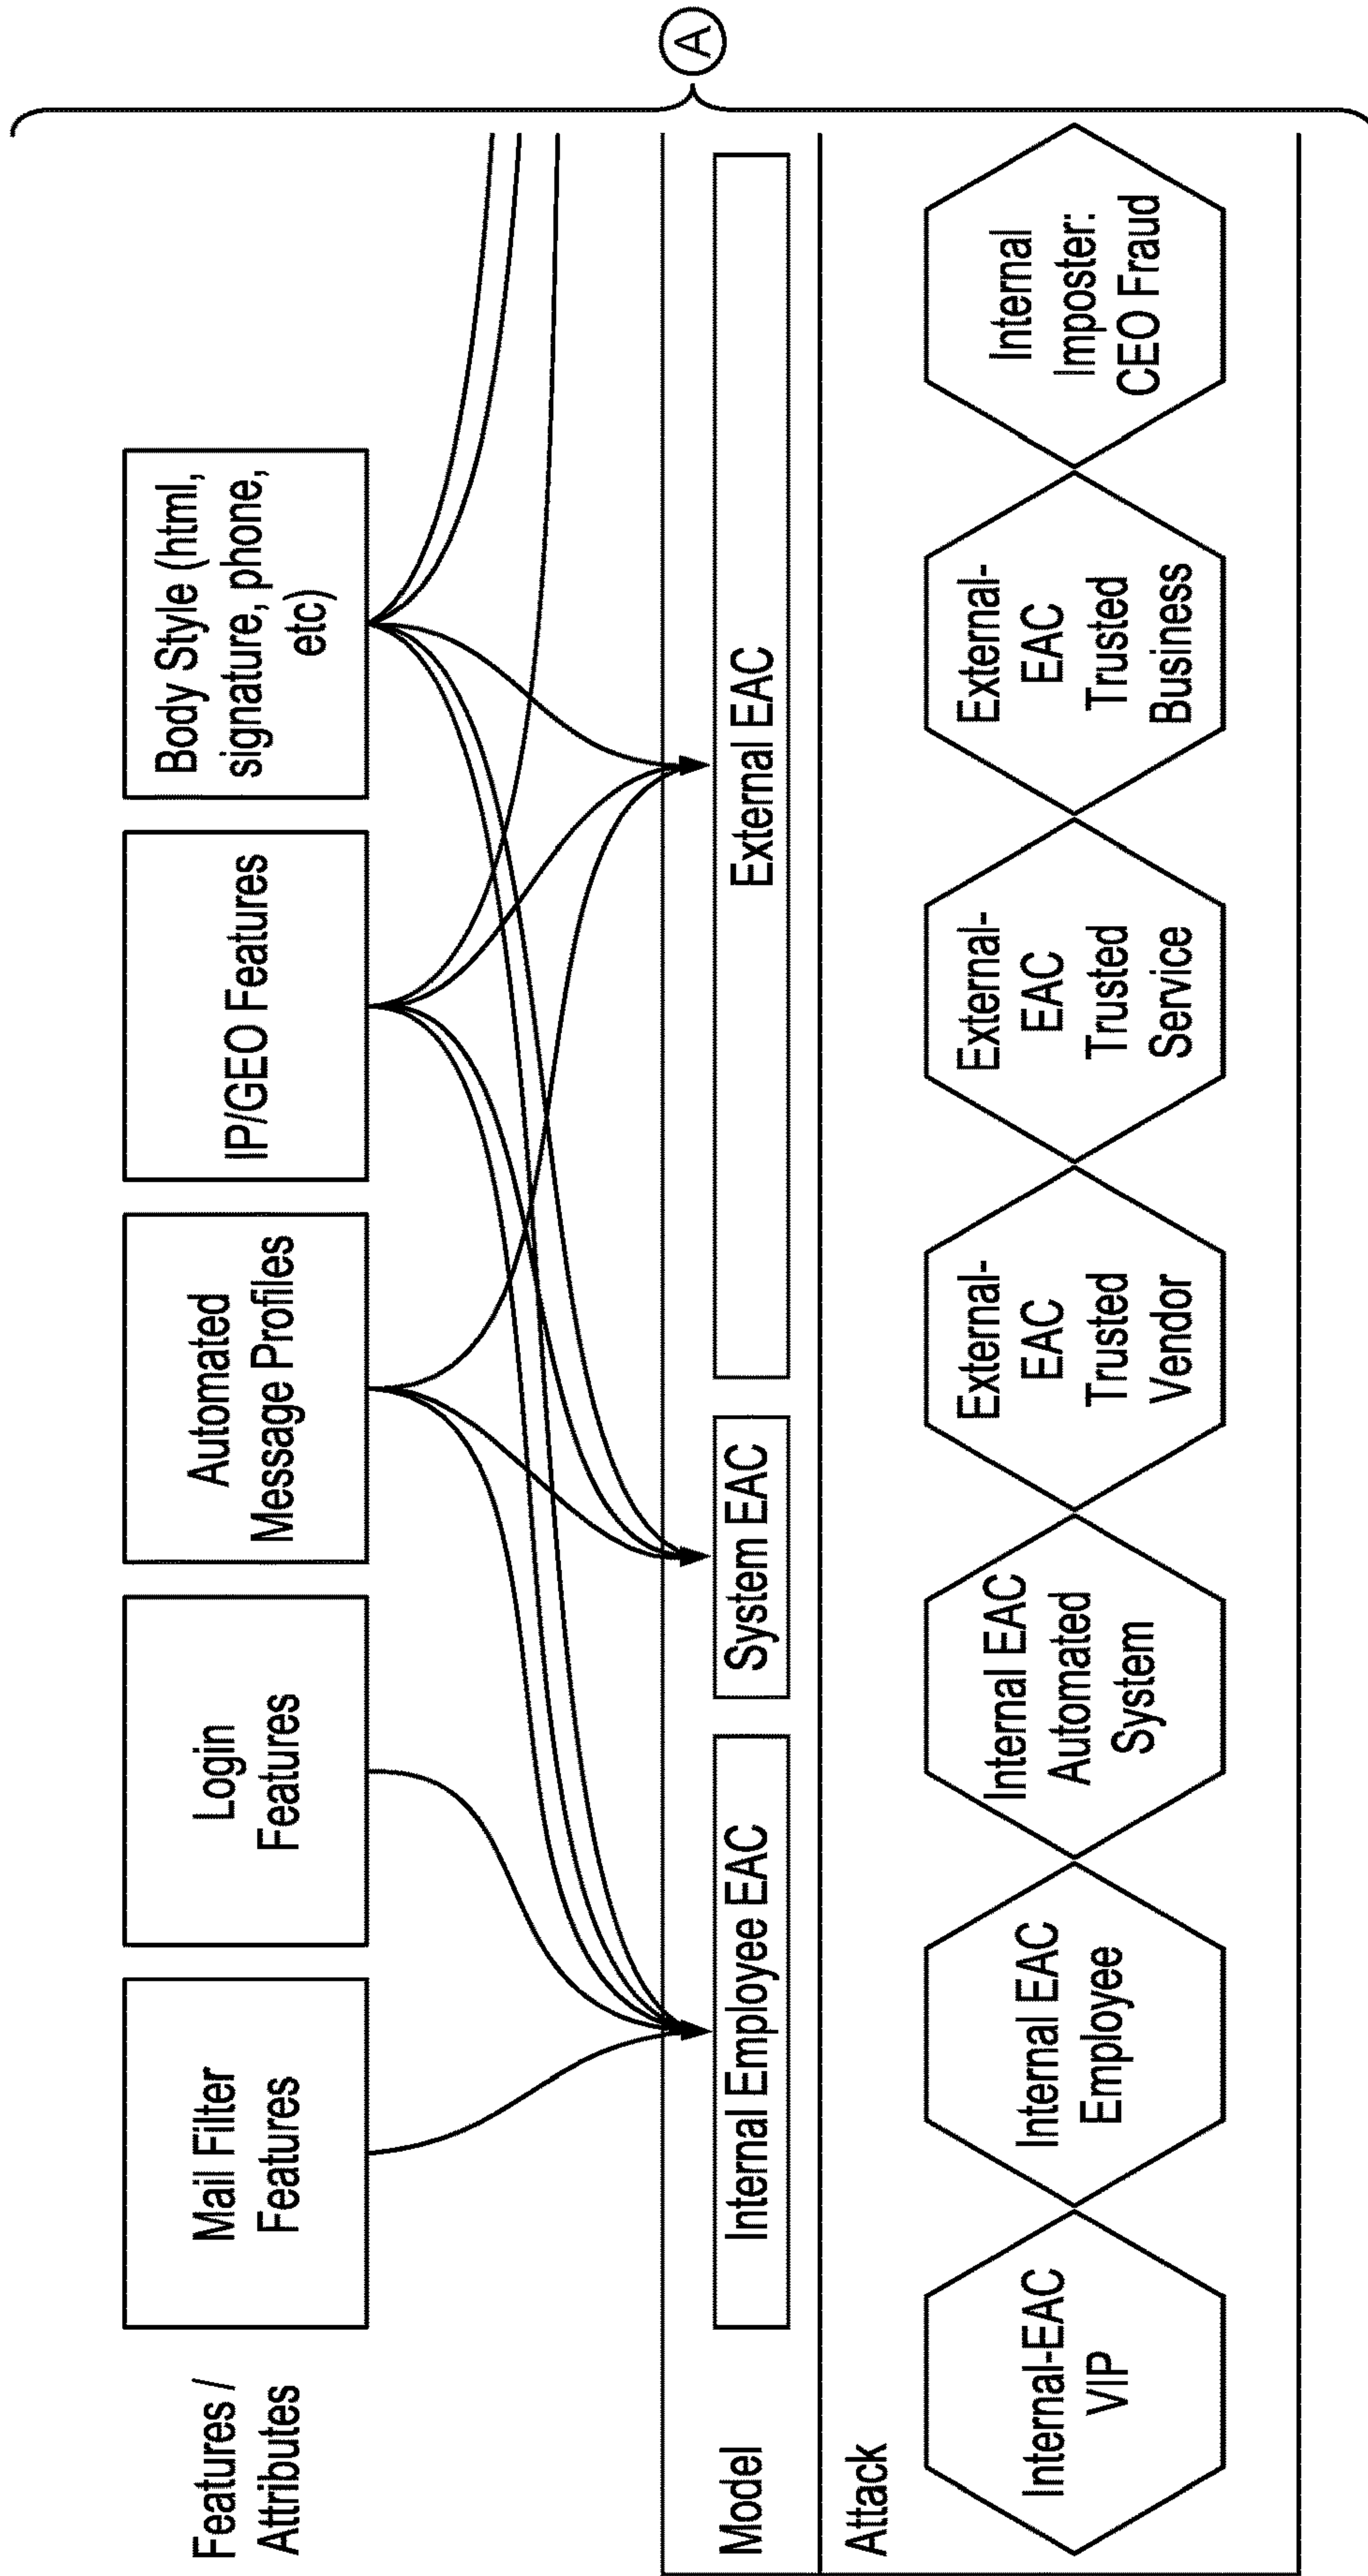 Features /
Attributes
Mail Filter
Features
Login
Features
Automated
Message Profiles
IP/GEO Features
Body Style (html,
signature, phone,
etc)
A
Model
Internal Employee EAC
System EAC
External EAC
Attack
Internal-EAC
VIP
Internal EAC
Employee
Internal EAC
Automated
System
External-
EAC
Trusted
Vendor
External-
EAC
Trusted
Service
External-
EAC
Trusted
Business
Internal
Imposter:
CEO Fraud